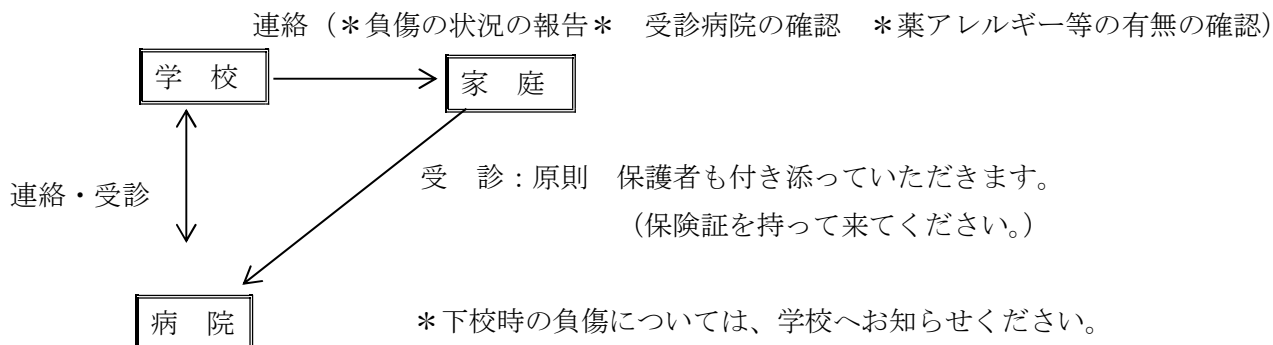 連絡（＊負傷の状況の報告＊　受診病院の確認　＊薬アレルギー等の有無の確認）
学　校
家　庭
受　診：原則　保護者も付き添っていただきます。
連絡・受診
（保険証を持って来てください。）
病　院
＊下校時の負傷については、学校へお知らせください。